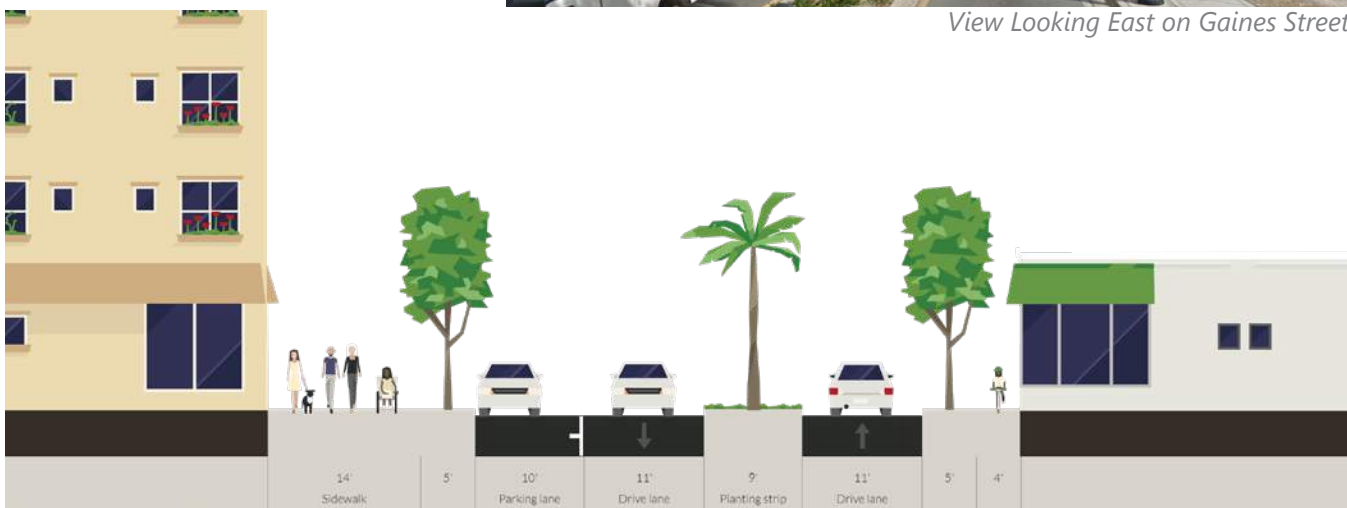 View Looking East on Gaines Street
14' 5' 10' 11' 9' 11' 5' 4'
Sidewalk Parking lane Drive lane Planting strip Drive lane